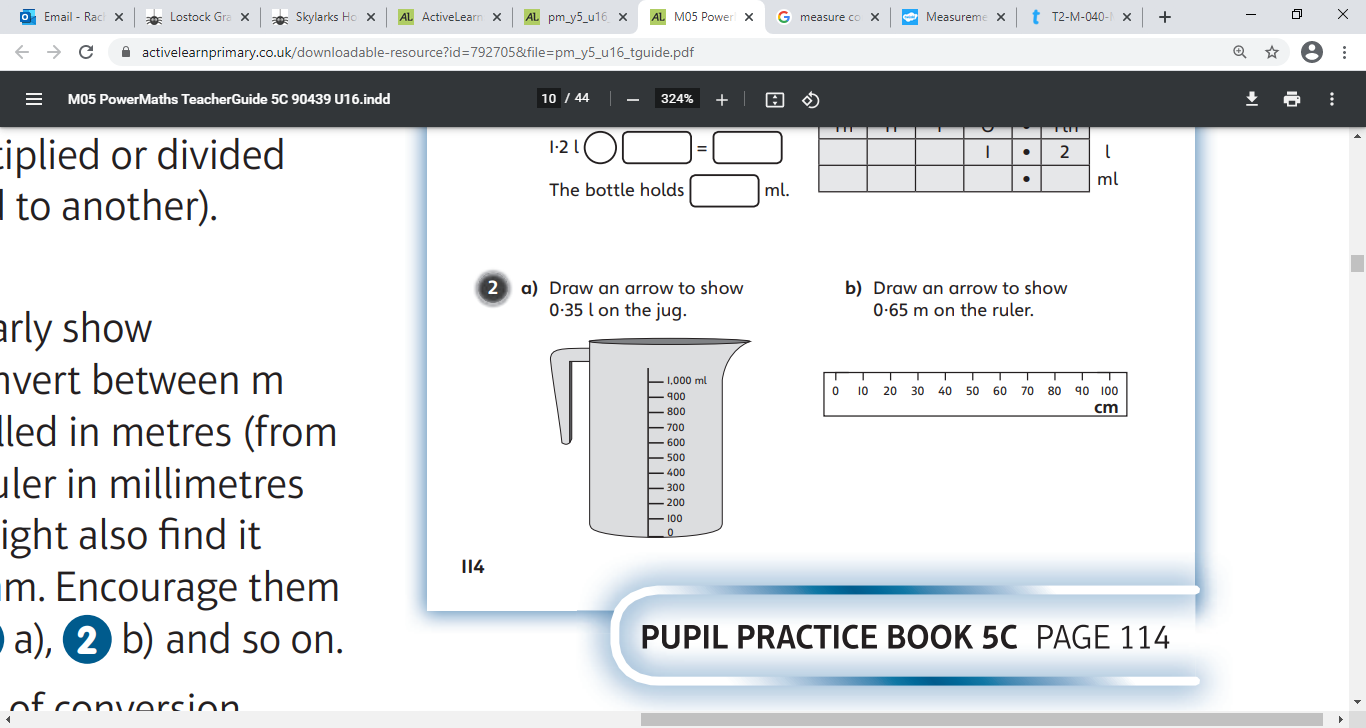 Email - Rac
Lostock Gra
Skylarks Ho
ActiveLearn
pm_y5_u16_
M05 Power
measure co
Measureme
T2-M-040-
activelearnprimary.co.uk/downloadable-resource?id=792705&file=pm_y5_u16_tguide.pdf
M05 PowerMaths TeacherGuide 5C 90439 U16.indd
10 / 44
324%
tiplied or divided
to another).
arly show
nvert between m
lled in metres (from
uler in millimetres
ight also find it
m. Encourage them
a), 2 b) and so on.
of conversion
1·2 l = 
The bottle holds ml.
1 • 2 l
• ml
2 a) Draw an arrow to show
0·35 l on the jug.
1,000 ml
900
800
700
600
500
400
300
200
100
0
b) Draw an arrow to show
0·65 m on the ruler.
0 10 20 30 40 50 60 70 80 90 100
cm
114
PUPIL PRACTICE BOOK 5C PAGE 114